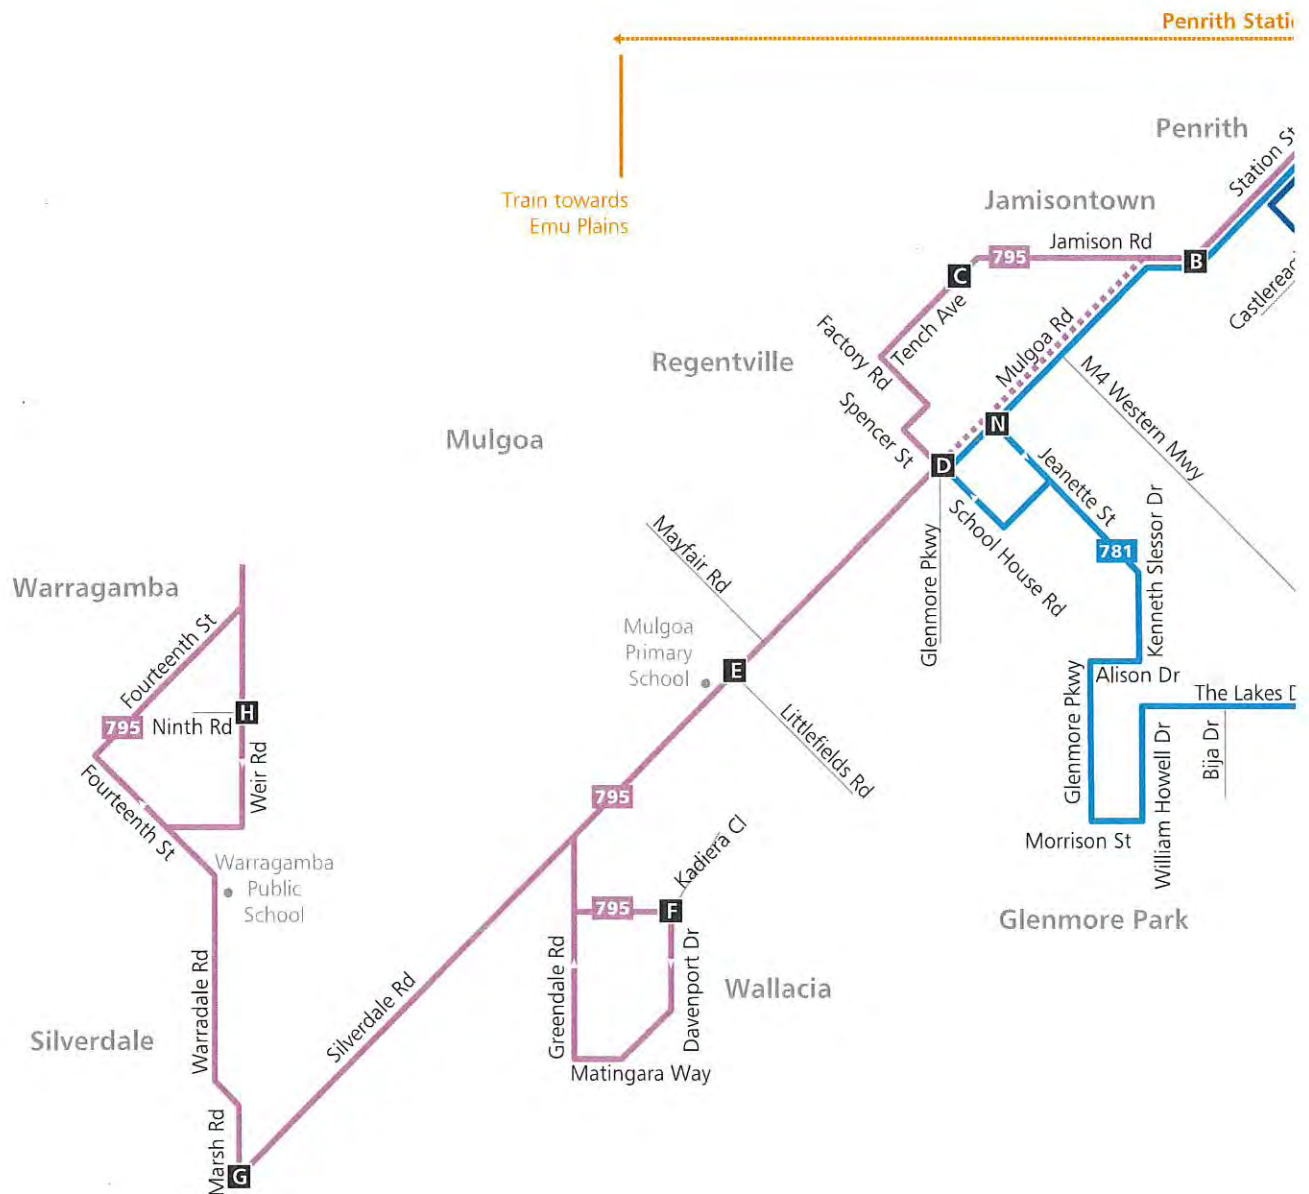 Penrith Stati
Train towards
Emu Plains
Penrith
Station St
Jamisontown
Jamison Rd
795
B
C
Castlereag
Tench Ave
Factory Rd
Mulgoa Rd
M4 Western Mwy
Regentville
Spencer St
Mulgoa
N
D
Jeanette St
School House Rd
Glenmore Pkwy
781
Kenneth Slessor Dr
Mayfair Rd
Warragamba
Fourteenth St
Mulgoa
Primary
School
E
Littlefields Rd
Glenmore Pkwy
Alison Dr
The Lakes D
William Howell Dr
Bija Dr
Morrison St
Glenmore Park
795
Ninth Rd
H
Weir Rd
Fourteenth St
Warragamba
Public
School
795
Kadiera Cl
795
F
Greendale Rd
Davenport Dr
Wallacia
Matingara Way
Silverdale Rd
Warradale Rd
Silverdale
Marsh Rd
G